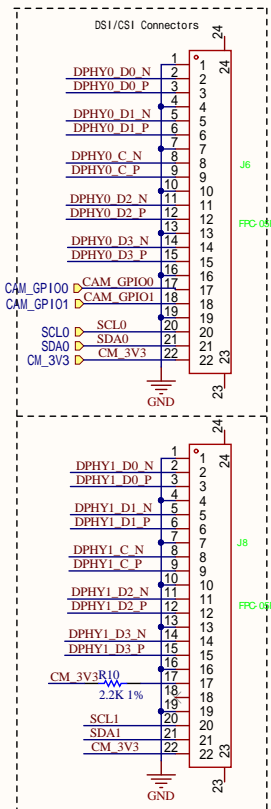 DSI/CSI Connectors
24
24
1 1
DPHY0_D0_N 2 2
DPHY0_D0_P 3 3
4 4
DPHY0_D1_N 5 5
DPHY0_D1_P 6 6
7 7
DPHY0_C_N 8 8 J6
DPHY0_C_P 9 9
10 10
DPHY0_D2_N 11 11
DPHY0_D2_P 12 12
13 13
DPHY0_D3_N 14 14
DPHY0_D3_P 15 15
16 16
CAM_GPIO0 CAM_GPIO0 17 17
CAM_GPIO1 CAM_GPIO1 18 18
19 19
SCL0 SCL0 20 20
SDA0 SDA0 21 21
CM_3V3 CM_3V3 22 22
23
23
GND
24
24
1 1
DPHY1_D0_N 2 2
DPHY1_D0_P 3 3
4 4
DPHY1_D1_N 5 5
DPHY1_D1_P 6 6
7 7
DPHY1_C_N 8 8 J8
DPHY1_C_P 9 9
10 10
DPHY1_D2_N 11 11
DPHY1_D2_P 12 12
13 13
DPHY1_D3_N 14 14
DPHY1_D3_P 15 15
16 16
CM_3V3 R10 17 17
2.2K 1% 18 18
19 19
SCL1 20 20
SDA1 21 21
CM_3V3 22 22
23
23
GND